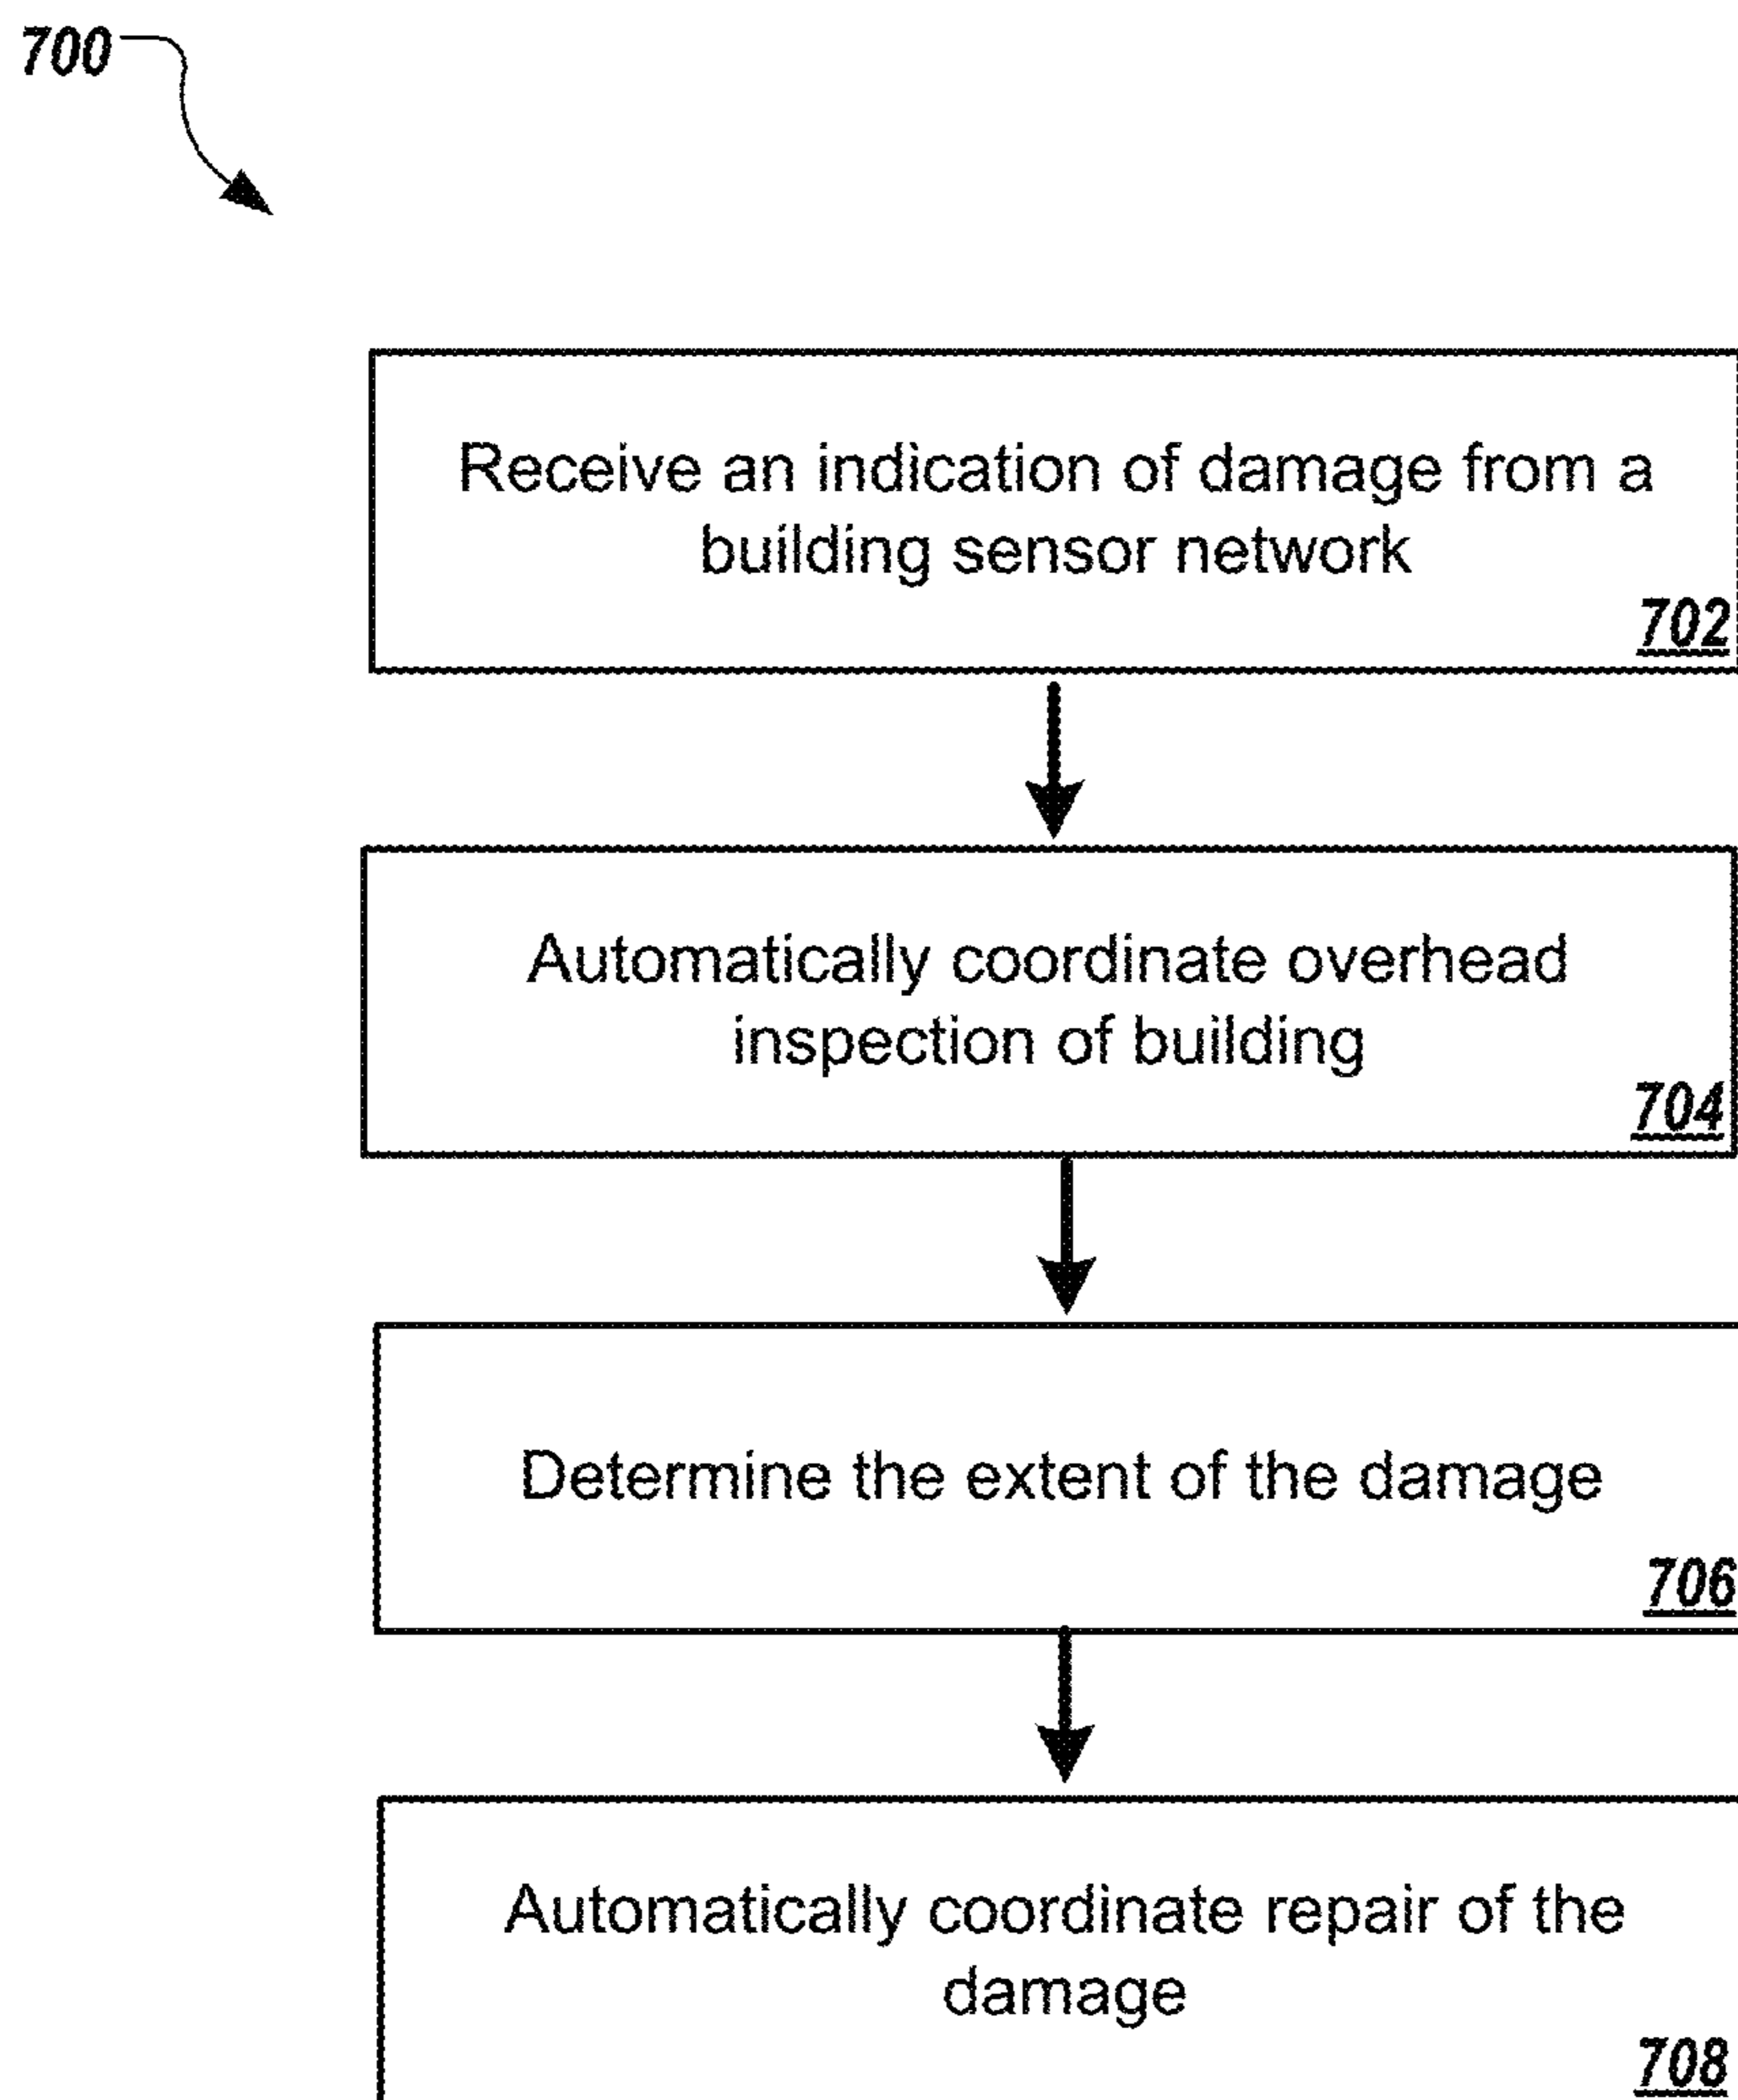 700
Receive an indication of damage from a
building sensor network
702
Automatically coordinate overhead
inspection of building
704
Determine the extent of the damage
706
Automatically coordinate repair of the
damage
708